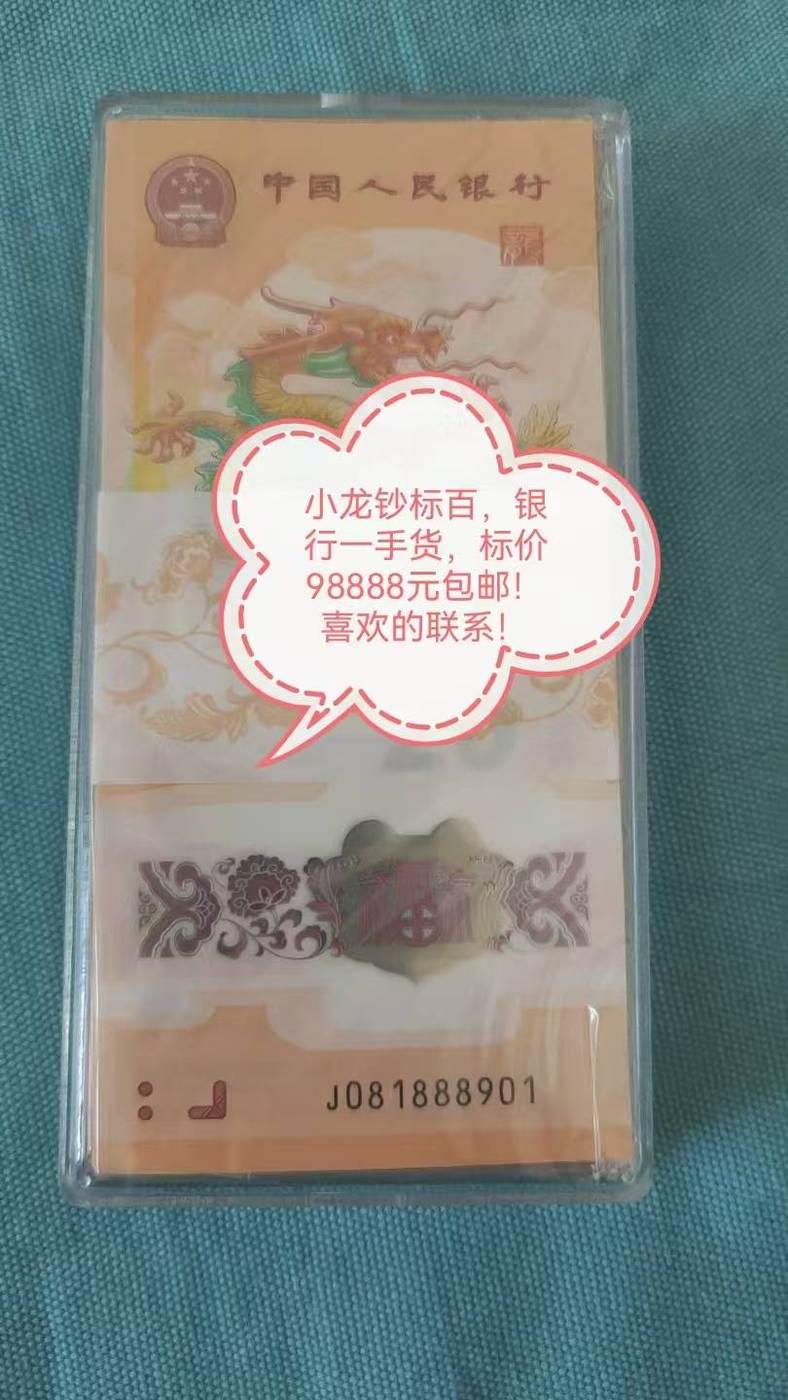 中国人民银行
小龙钞标百，银
行一手货，标价
98888元包邮！
喜欢的联系！
J081888901